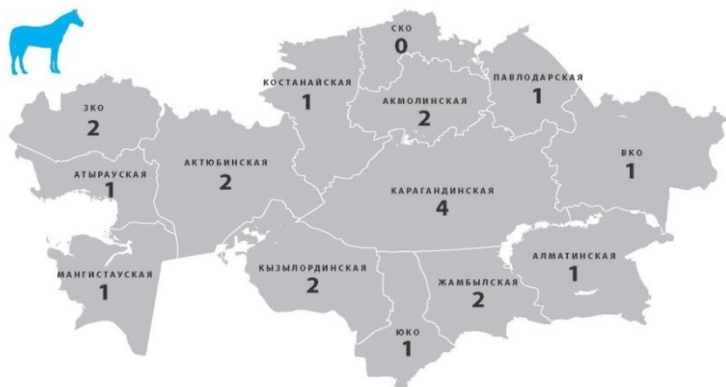 СКО
0
КОСТАНАЙСКАЯ
1
ПАВЛОДАРСКАЯ
1
АКМОЛИНСКАЯ
2
ЗКО
2
ВКО
1
АТЫРАУСКАЯ
1
АКТЮБИНСКАЯ
2
КАРАГАНДИНСКАЯ
4
МАНГИСТАУСКАЯ
1
КЫЗЫЛОРДИНСКАЯ
2
ЖАМБЫЛСКАЯ
2
АЛМАТИНСКАЯ
1
ЮКО
1